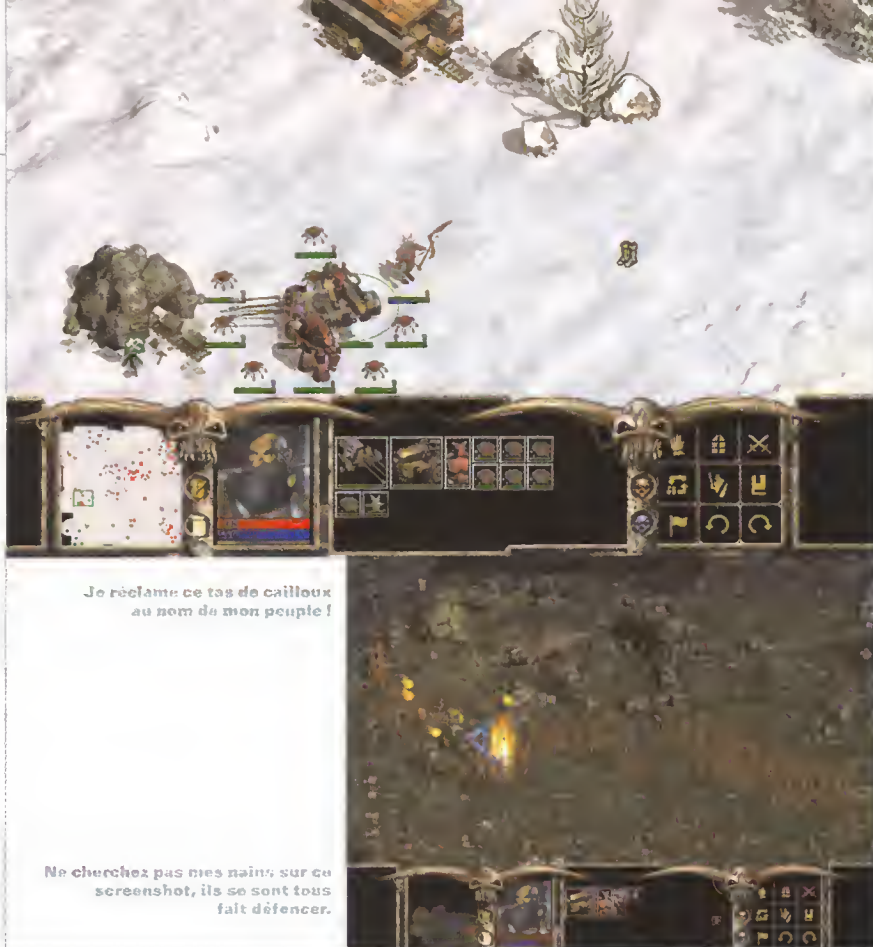 Je réclame ce tas de cailloux
au nom de mon peuple !
Ne cherchez pas mes nains sur ce
screenshot, ils se sont tous
fait défoncer.